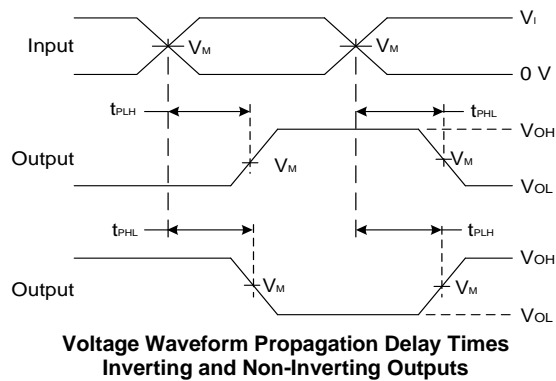 VI
Input
VM
VM
0 V
tPLH
tPHL
VOH
Output
VM
VM
VOL
tPHL
tPLH
VOH
Output
VM
VM
VOL
Voltage Waveform Propagation Delay Times
Inverting and Non-Inverting Outputs